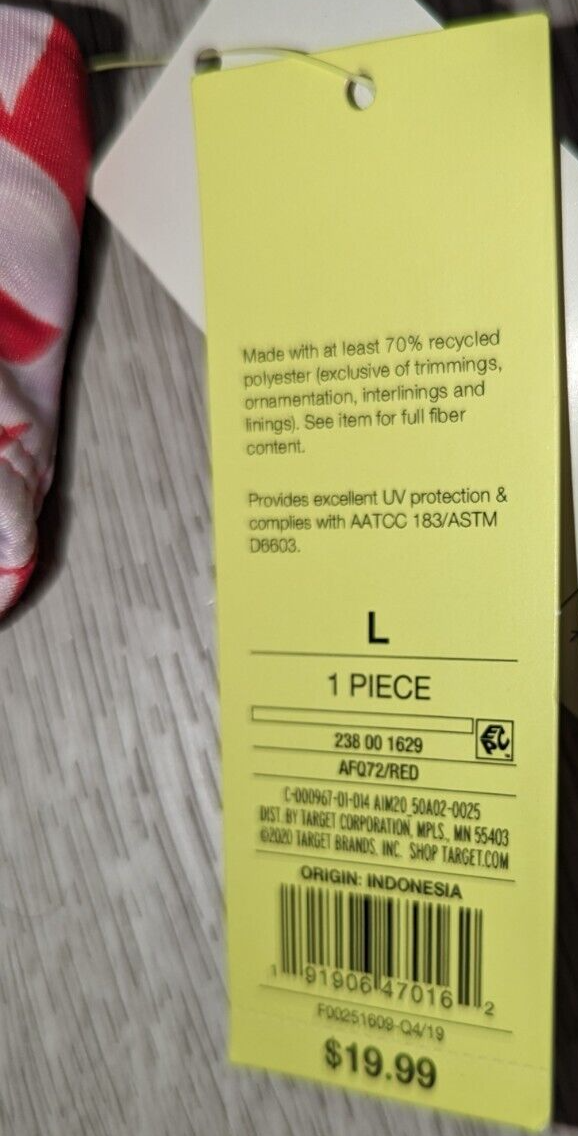 Made with at least 70% recycled
polyester (exclusive of trimmings,
ornamentation, interlinings and
linings). See item for full fiber
content.
Provides excellent UV protection &
complies with AATCC 183/ASTM
D6603.
L
1 PIECE
238 00 1629
EPC
AFQ72/RED
C-000967-01-014 AIM20_50A02-0025
DIST. BY TARGET CORPORATION, MPLS., MN 55403
©2020 TARGET BRANDS, INC. SHOP TARGET.COM
ORIGIN: INDONESIA
1 91906 47016 2
F00251609-Q4/19
$19.99